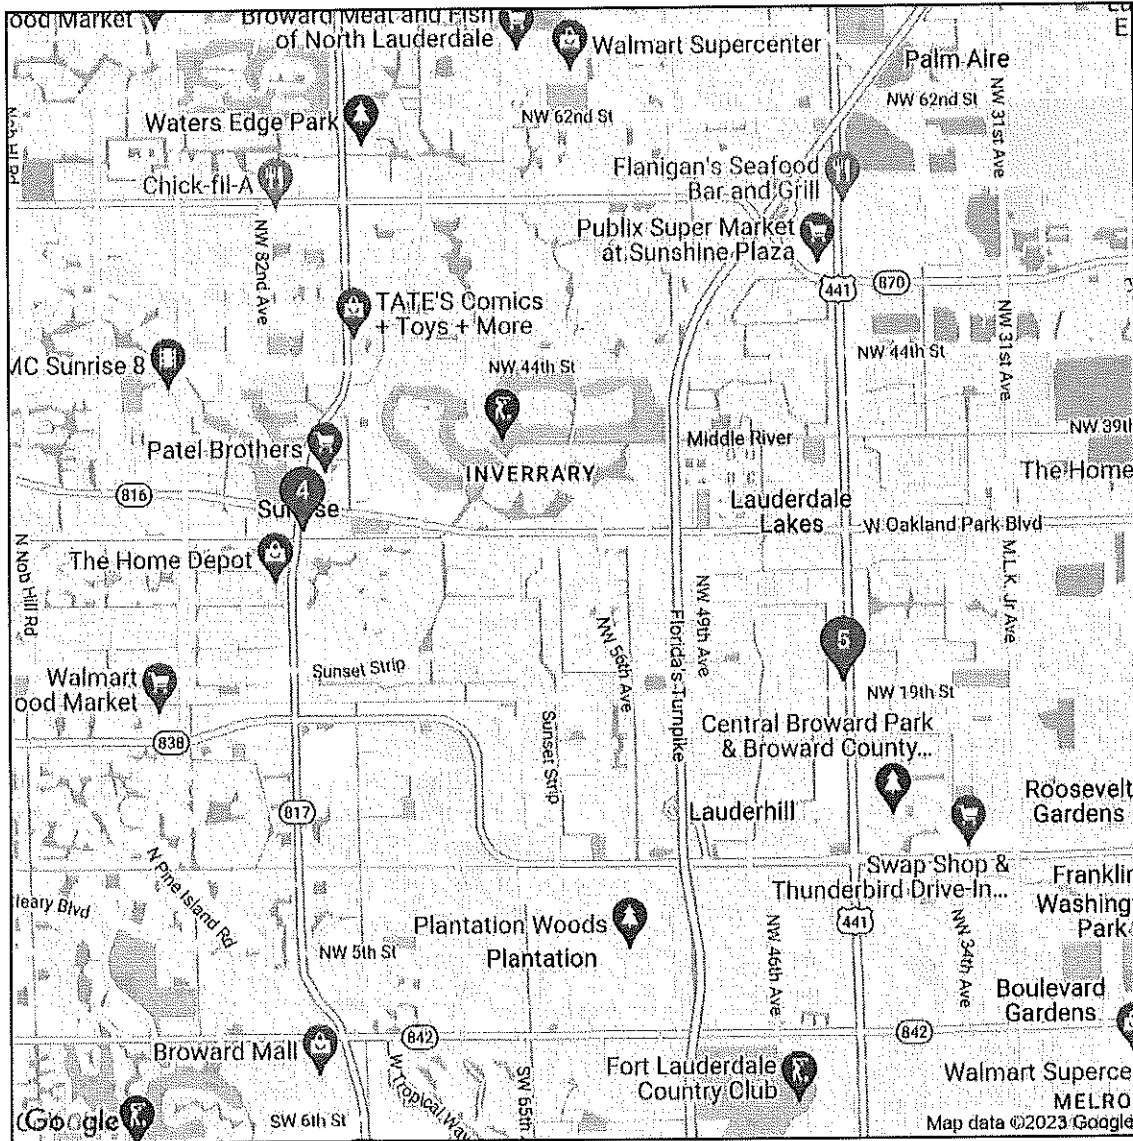 ood Market
Broward Meat and Fish
of North Lauderdale
Walmart Supercenter
Palm Aire
E
NW 62nd St
NW 62nd St
NW 31st Ave
Waters Edge Park
Chick-fil-A
Flanigan's Seafood
Bar and Grill
NW 82nd Ave
Publix Super Market
at Sunshine Plaza
441
870
TATE'S Comics
+ Toys + More
NW 31st Ave
MC Sunrise 8
NW 44th St
NW 44th St
Middle River
NW 39th
Patel Brothers
INVERRARY
The Home
816
4
Lauderdale
Lakes
W Oakland Park Blvd
The Home Depot
N Nob Hill Rd
M.L.K. Jr Ave
NW 49th Ave
Florida's Turnpike
NW 56th Ave
5
Sunset Strip
Walmart
ood Market
NW 19th St
Central Broward Park
& Broward County...
838
Sunset Strip
Roosevelt
Gardens
817
Lauderhill
N Pine Island Rd
Swap Shop &
Thunderbird Drive-In...
Franklin
Washing
Park
leary Blvd
Plantation Woods
Plantation
441
NW 46th Ave
NW 34th Ave
NW 5th St
Boulevard
Gardens
842
842
Broward Mall
Fort Lauderdale
Country Club
W Tropical Way
SW 65th
Walmart Superce
MELRO
Google
SW 6th St
Map data ©2023 Google